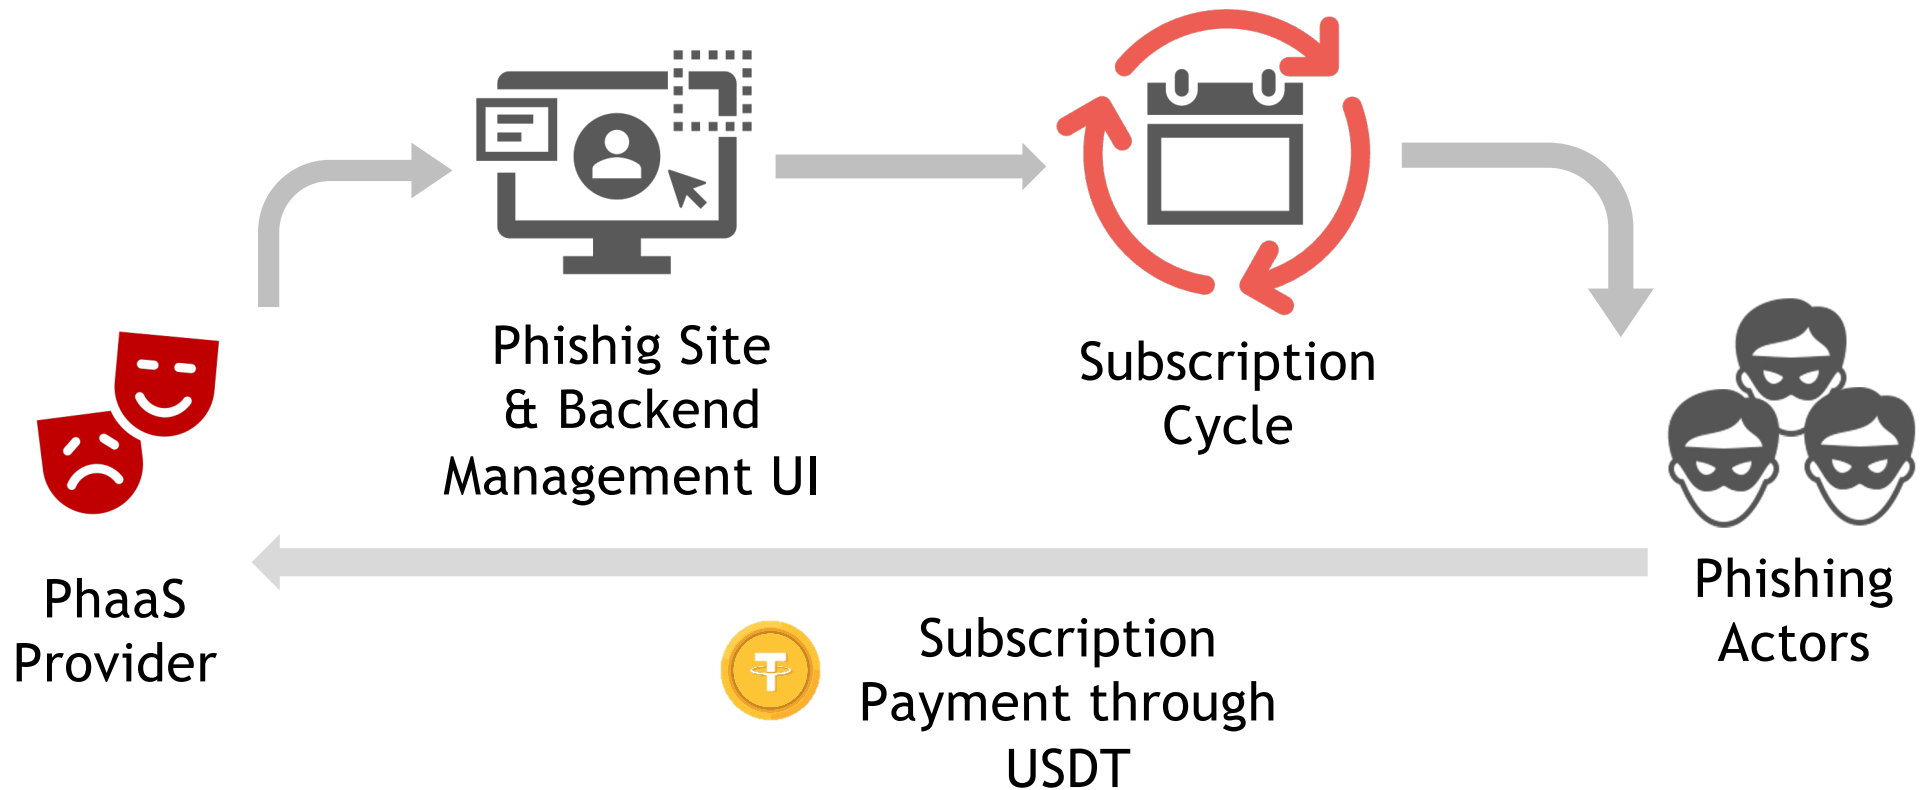 Phishig Site
& Backend
Management UI
Subscription
Cycle
PhaaS
Provider
Phishing
Actors
Subscription
Payment through
USDT